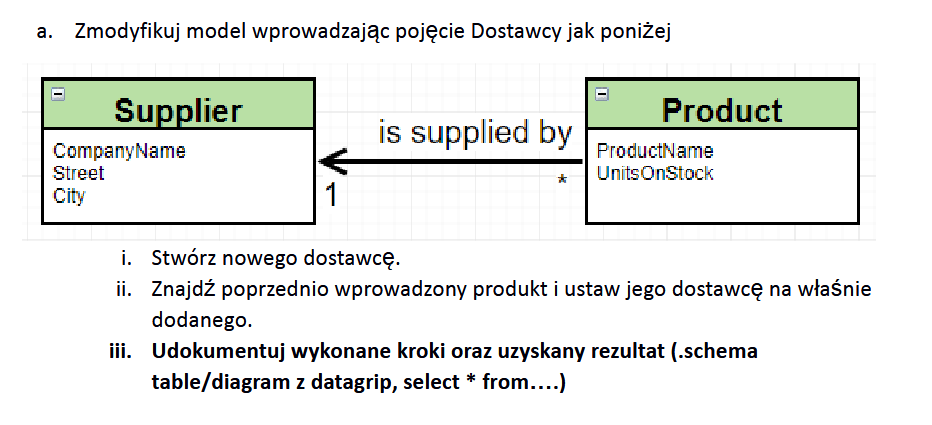 a. Zmodyfikuj model wprowadzając pojęcie Dostawcy jak poniżej
Supplier
CompanyName
Street
City
is supplied by
1
*
Product
ProductName
UnitsOnStock
i. Stwórz nowego dostawcę.
ii. Znajdź poprzednio wprowadzony produkt i ustaw jego dostawcę na właśnie
dodanego.
iii. Udokumentuj wykonane kroki oraz uzyskany rezultat (.schema
table/diagram z datagrip, select * from….)